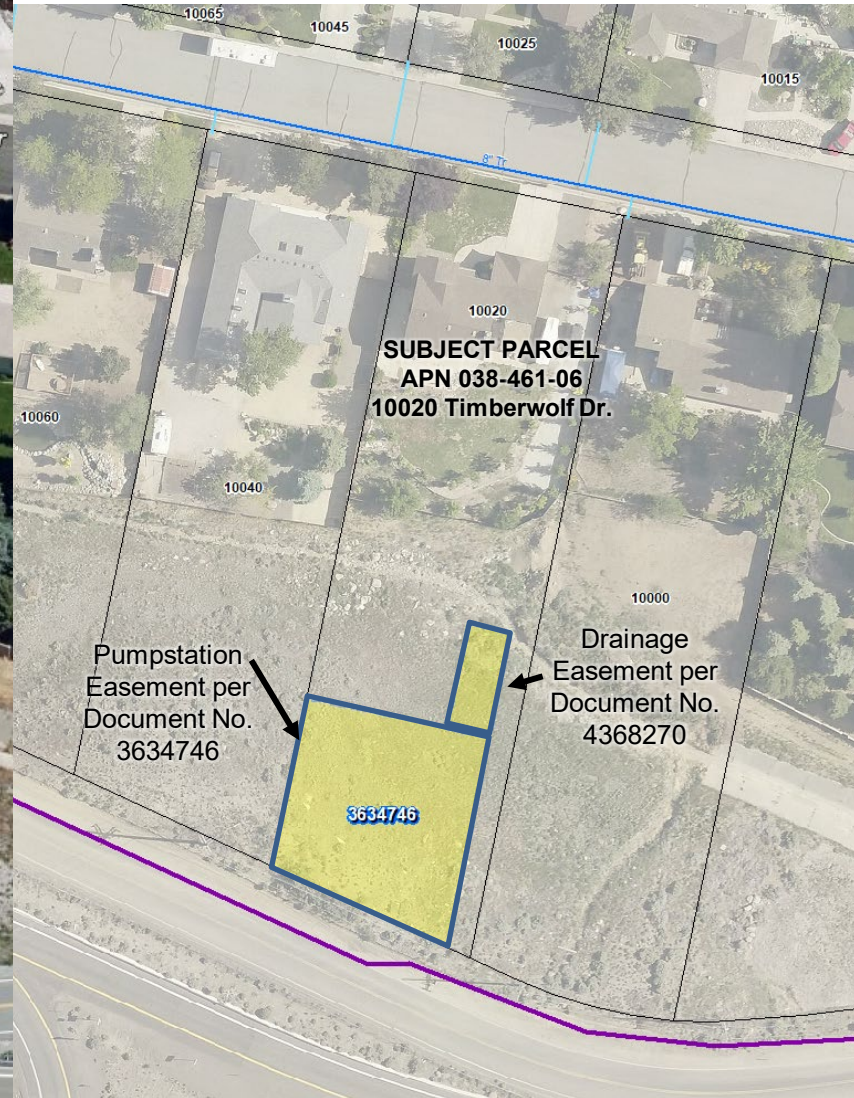 10065
10045
10025
10015
8" Tr
10020
SUBJECT PARCEL
APN 038-461-06
10020 Timberwolf Dr.
10060
10040
10000
Pumpstation
Easement per
Document No.
3634746
Drainage
Easement per
Document No.
4368270
3634746